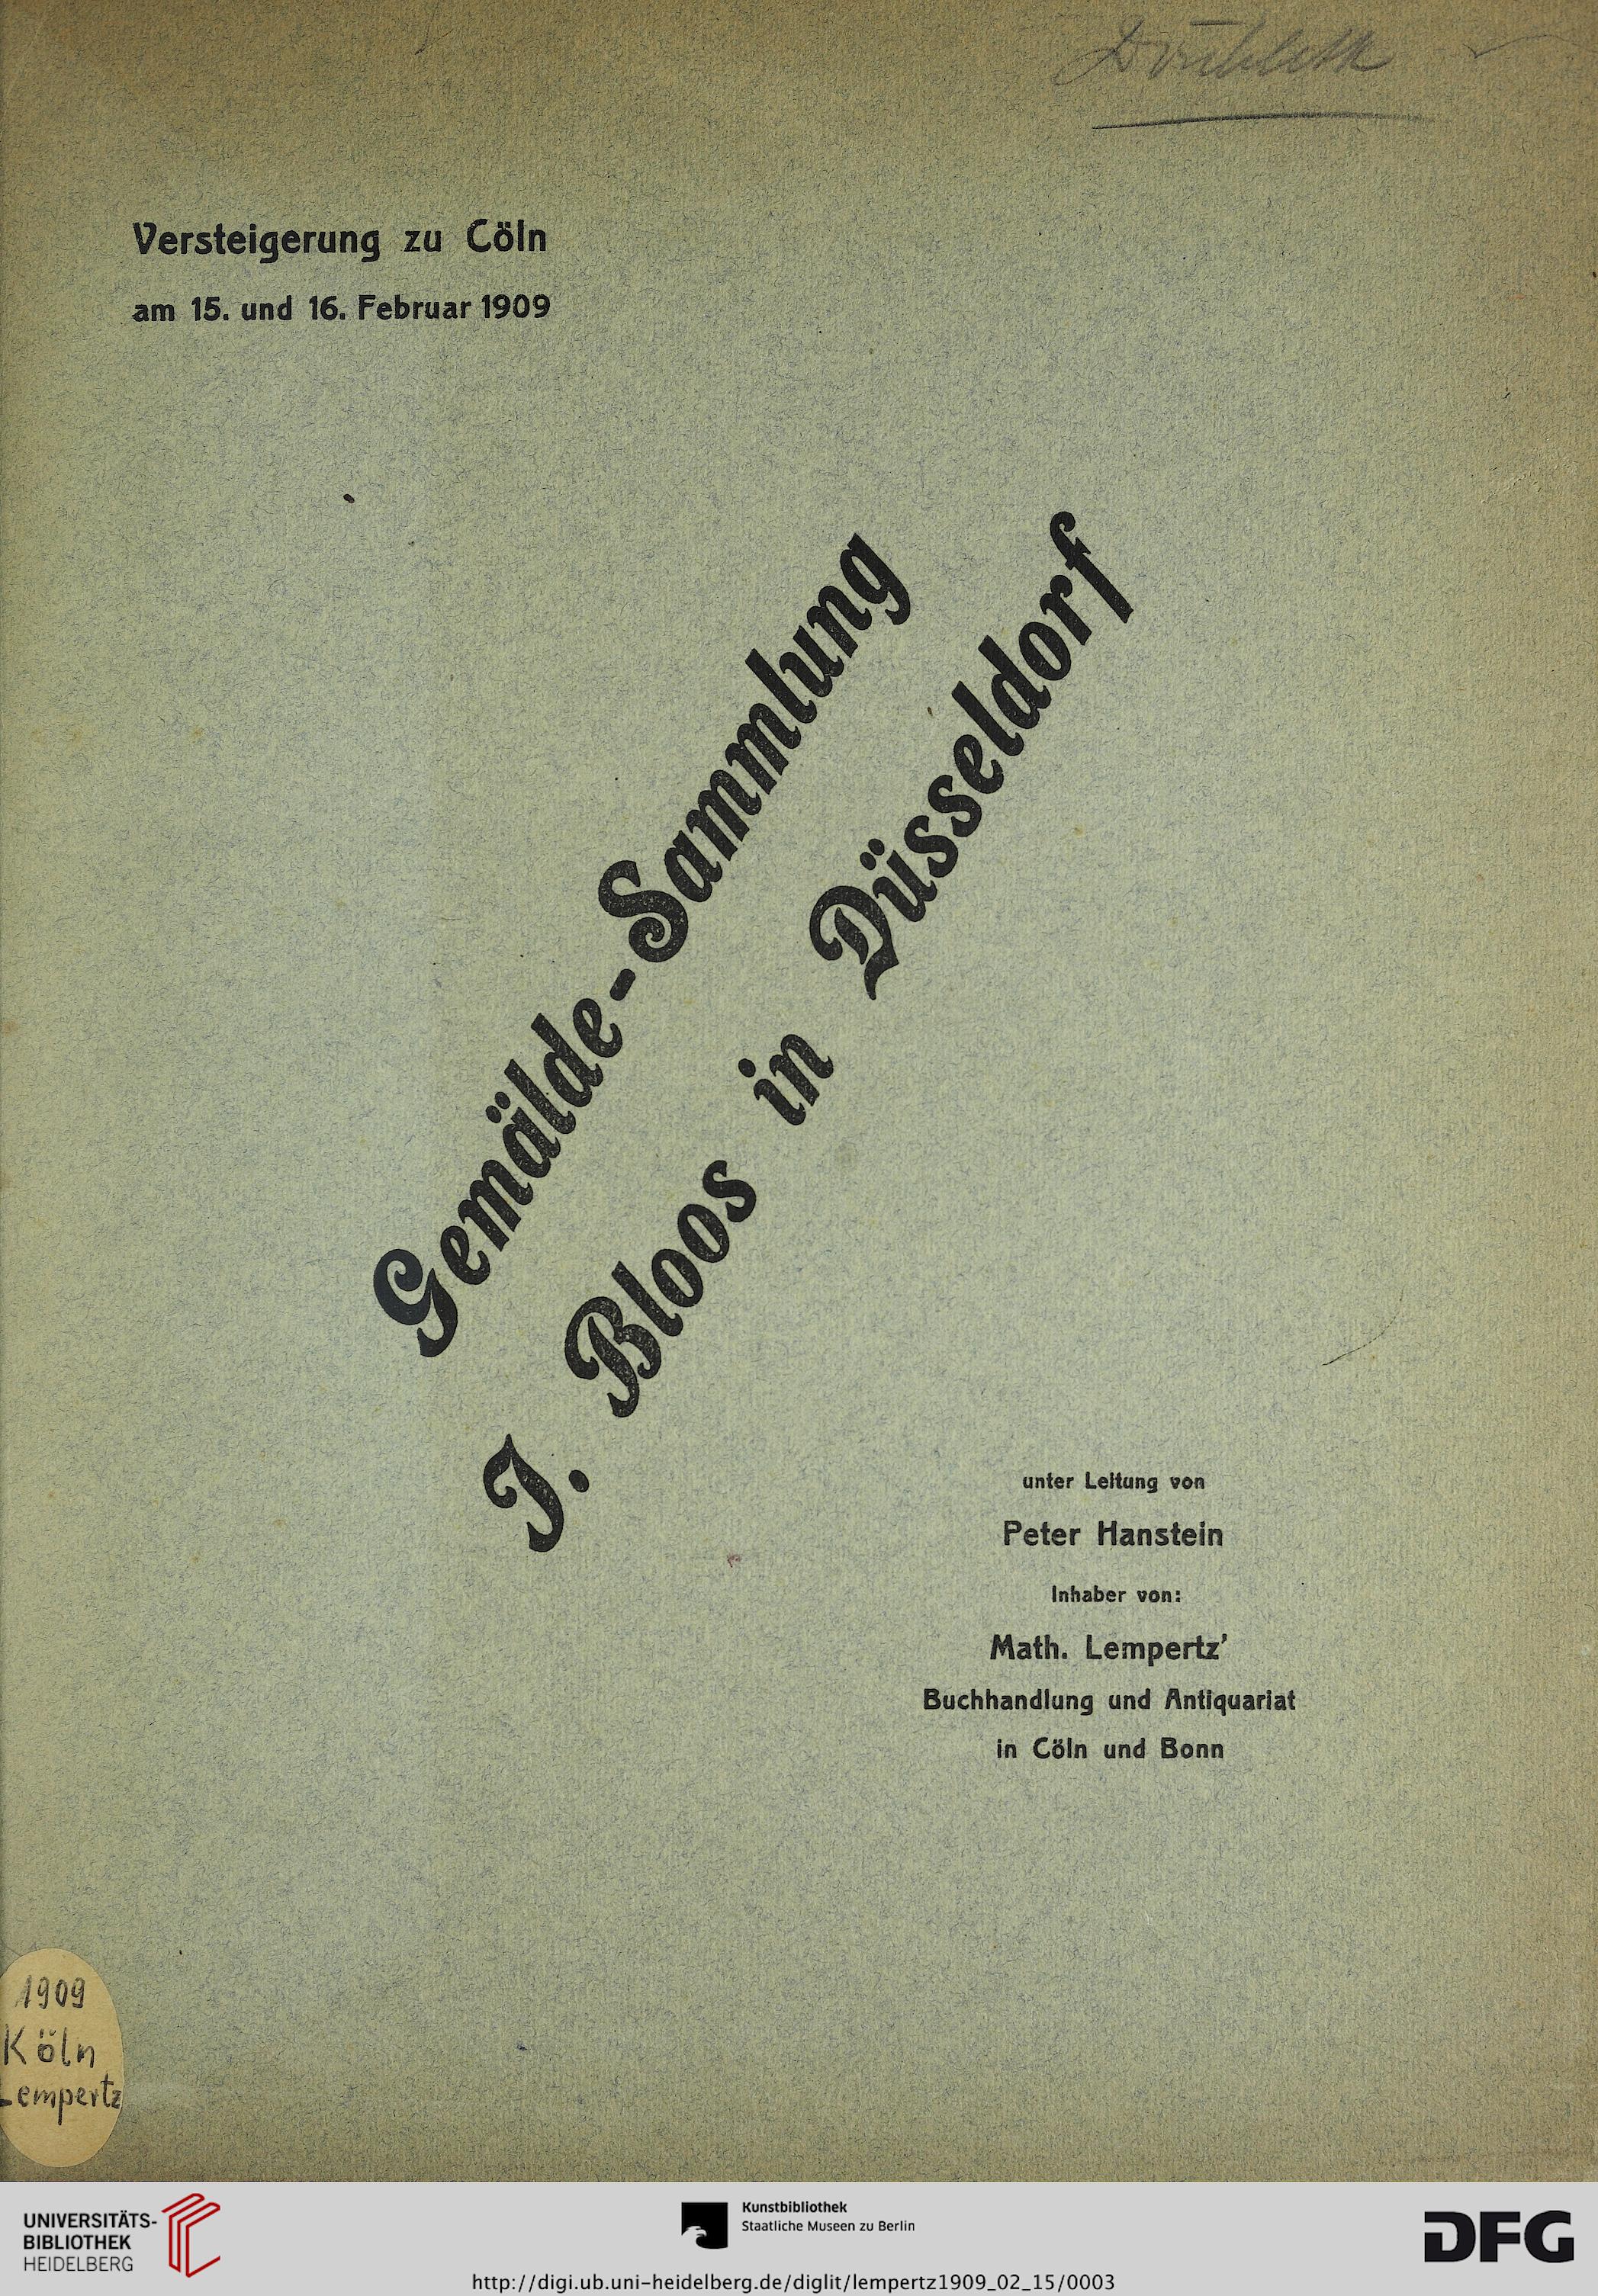 Versteigerung zu Cöln
am 15. und 16. Februar 1909
Gemälde-Sammlung
J. Bloos in Düsseldorf
unter Leitung von
Peter Hanstein
Inhaber von:
Math. Lempertz'
Buchhandlung und Antiquariat
in Cöln und Bonn
1909
Köln
Lempertz
UNIVERSITÄTS-
BIBLIOTHEK
HEIDELBERG
Kunstbibliothek
Staatliche Museen zu Berlin
DFG
http://digi.ub.uni-heidelberg.de/diglit/lempertz1909_02_15/0003